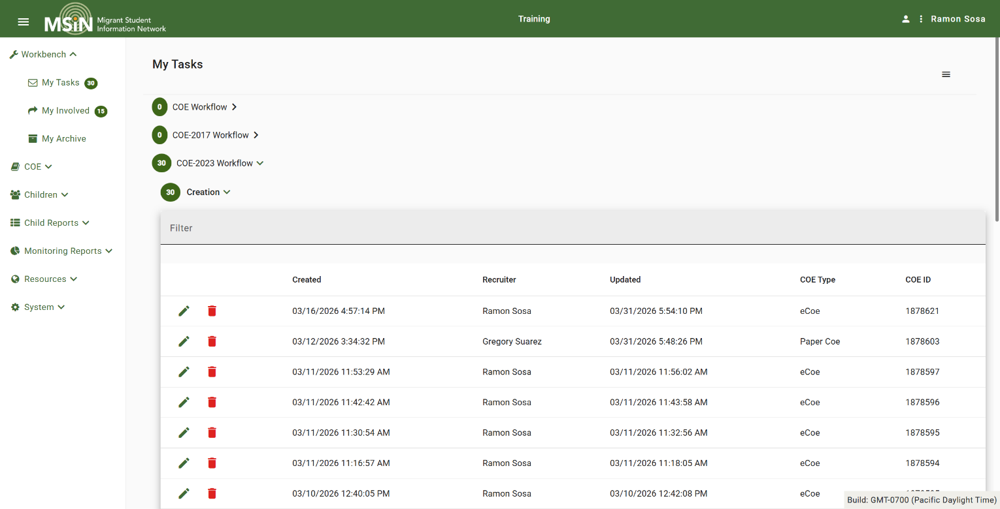 MSiN Migrant Student
Information Network
Training
Ramon Sosa
Workbench
My Tasks 30
My Involved 15
My Archive
COE
Children
Child Reports
Monitoring Reports
Resources
System
My Tasks
0 COE Workflow
0 COE-2017 Workflow
30 COE-2023 Workflow
30 Creation
Filter
Created Recruiter Updated COE Type COE ID
03/16/2026 4:57:14 PM Ramon Sosa 03/31/2026 5:54:10 PM eCoe 1878621
03/12/2026 3:34:32 PM Gregory Suarez 03/31/2026 5:48:26 PM Paper Coe 1878603
03/11/2026 11:53:29 AM Ramon Sosa 03/11/2026 11:56:02 AM eCoe 1878597
03/11/2026 11:42:42 AM Ramon Sosa 03/11/2026 11:43:58 AM eCoe 1878596
03/11/2026 11:30:54 AM Ramon Sosa 03/11/2026 11:32:56 AM eCoe 1878595
03/11/2026 11:16:57 AM Ramon Sosa 03/11/2026 11:18:05 AM eCoe 1878594
03/10/2026 12:40:05 PM Ramon Sosa 03/10/2026 12:42:08 PM eCoe
Build: GMT-0700 (Pacific Daylight Time)